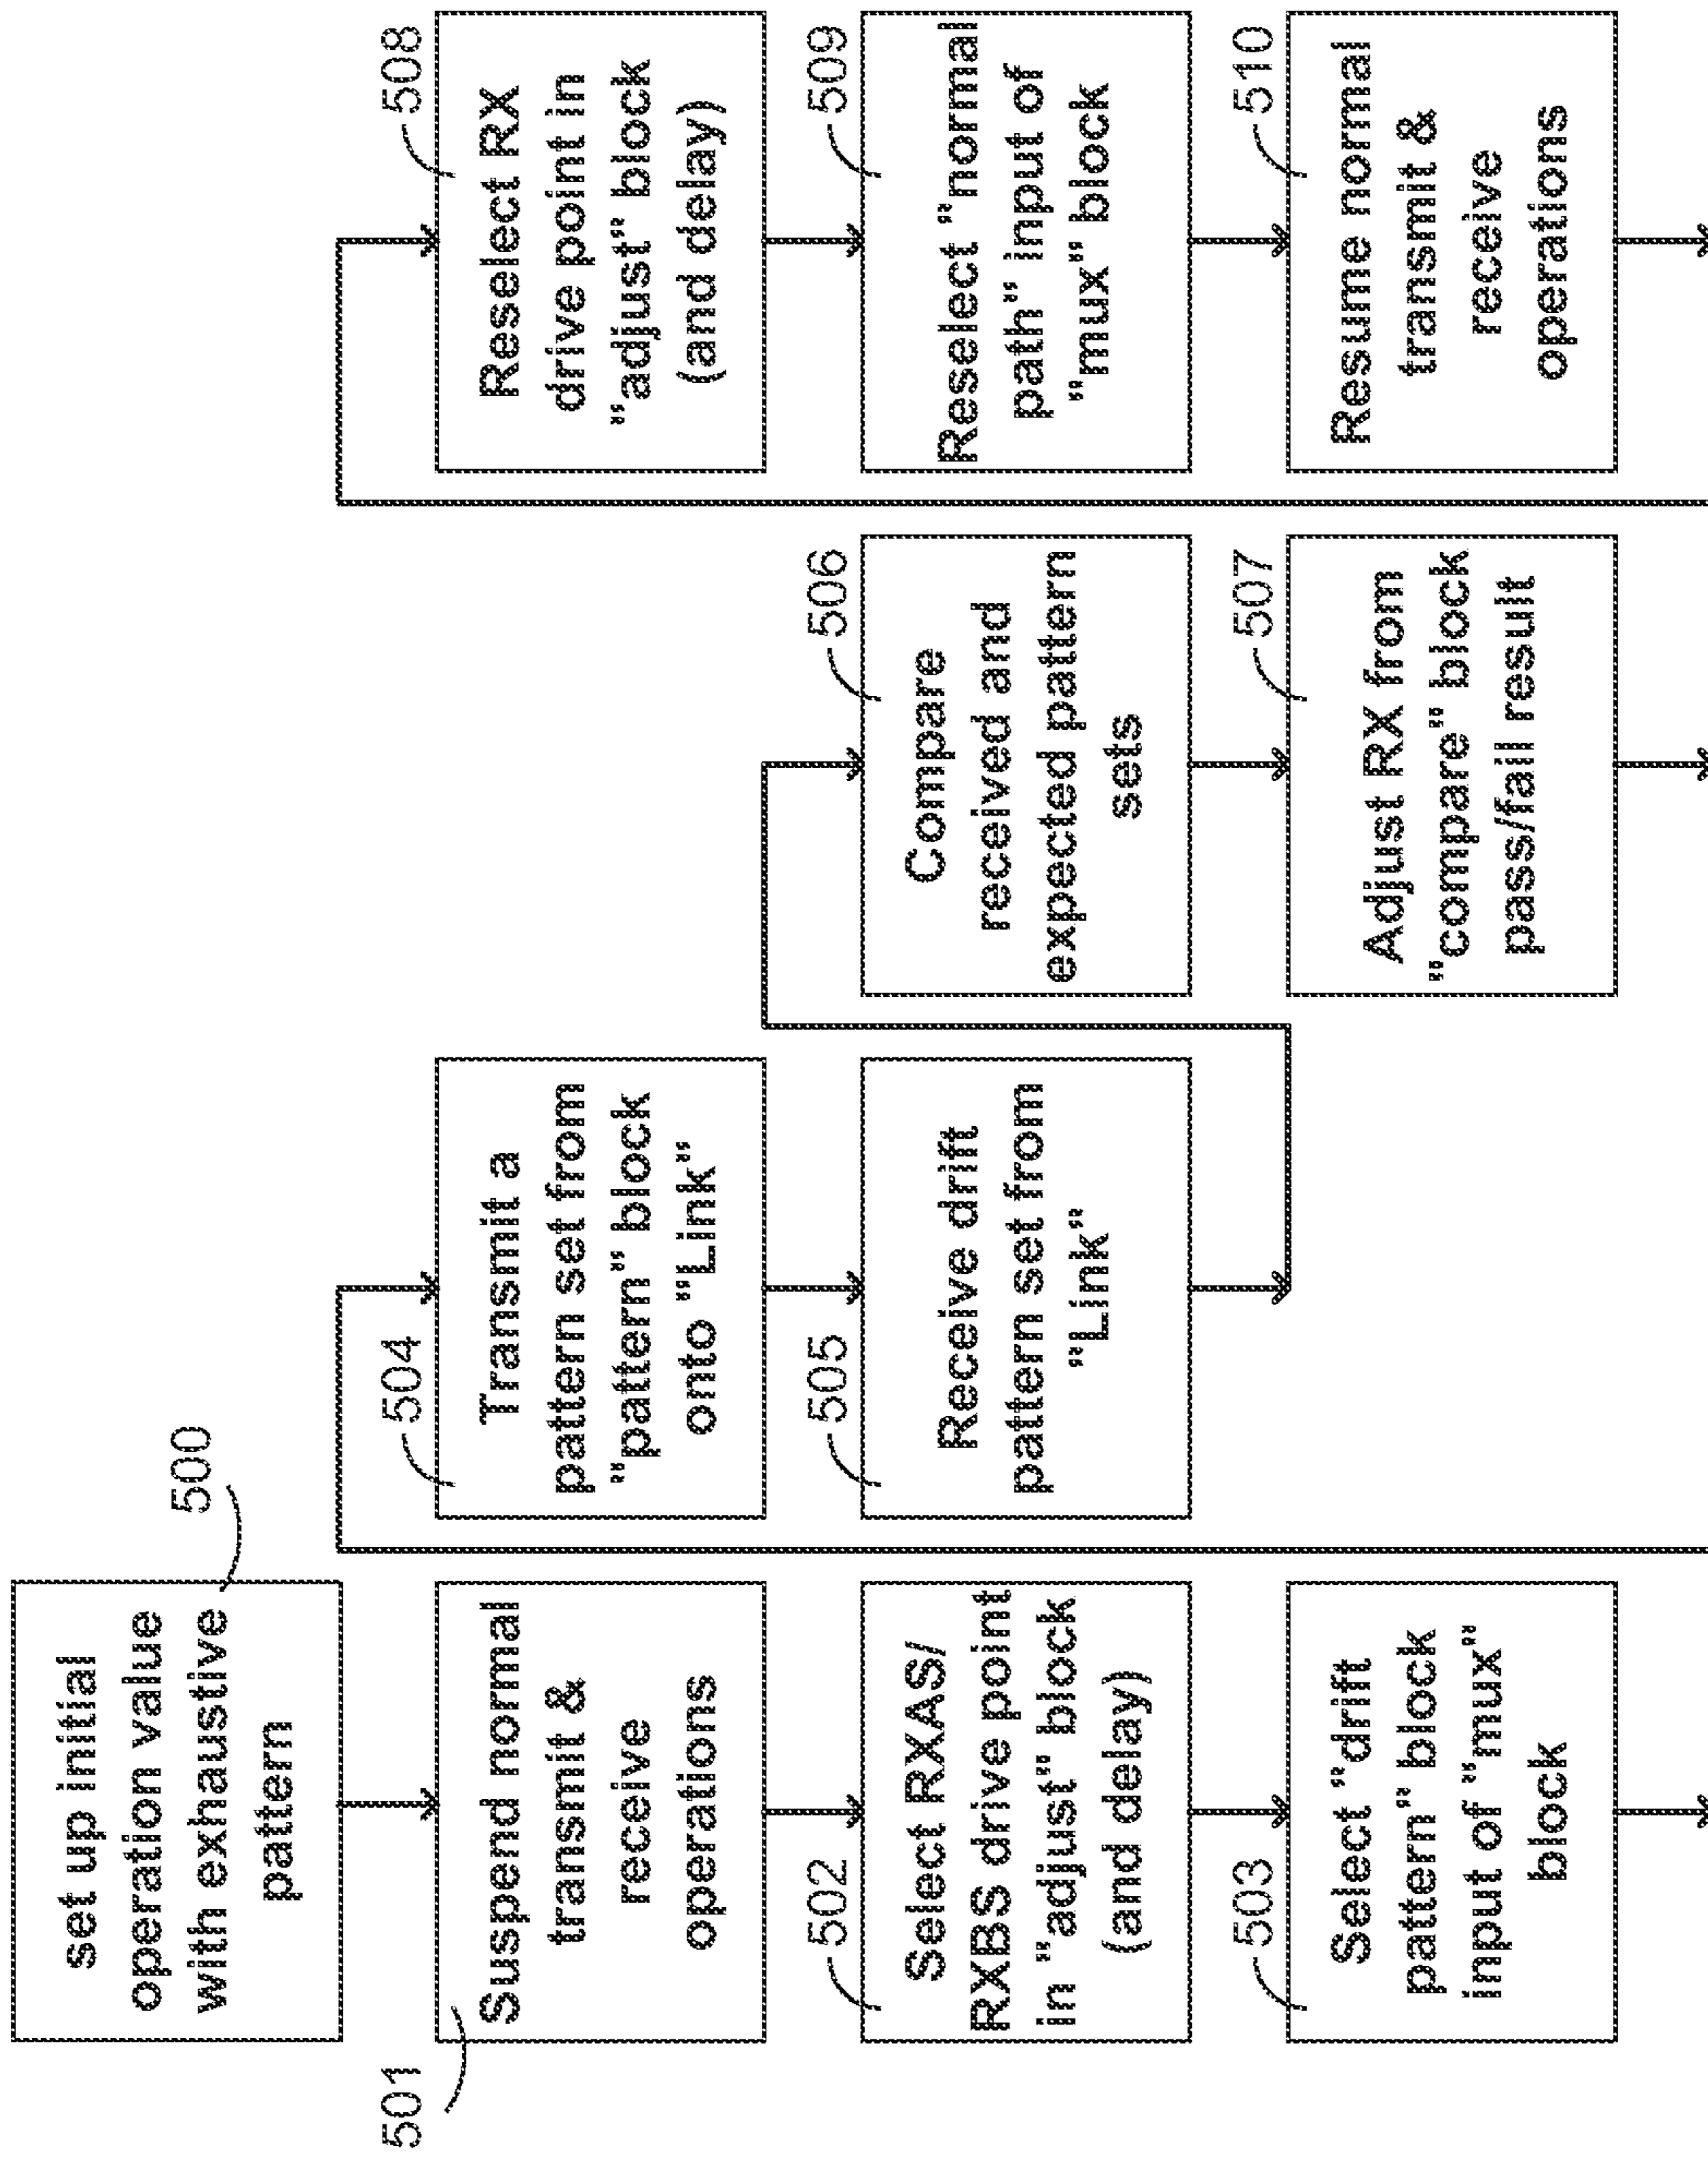 500
set up initial
operation value
with exhaustive
pattern
501
Suspend normal
transmit &
receive
operations
502
Select RXAS/
RXBS drive point
in "adjust" block
(and delay)
503
Select "drift
pattern" block
input of "mux"
block
504
Transmit a
pattern set from
"pattern" block
onto "Link"
505
Receive drift
pattern set from
"Link"
506
Compare
received and
expected pattern
sets
507
Adjust RX from
"compare" block
pass/fail result
508
Reselect RX
drive point in
"adjust" block
(and delay)
509
Reselect "normal
path" input of
"mux" block
510
Resume normal
transmit &
receive
operations